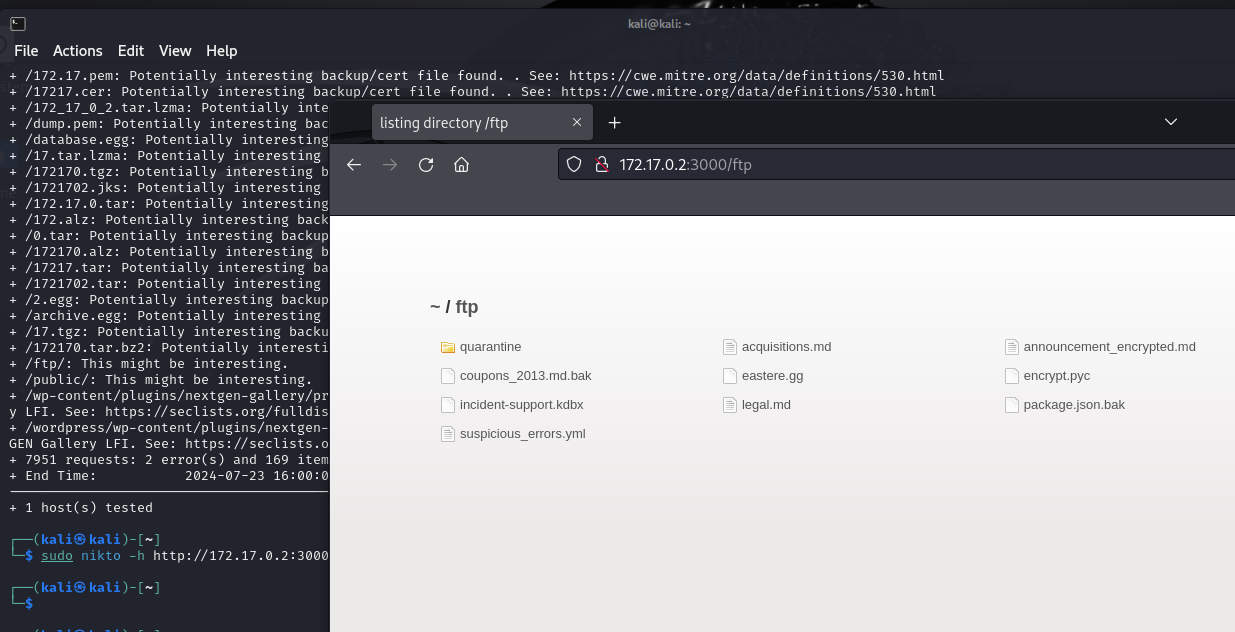 kali@kali: ~
File Actions Edit View Help
+ /172.17.pem: Potentially interesting backup/cert file found. . See: https://cwe.mitre.org/data/definitions/530.html
+ /17217.cer: Potentially interesting backup/cert file found. . See: https://cwe.mitre.org/data/definitions/530.html
+ /172_17_0_2.tar.lzma: Potentially inte
+ /dump.pem: Potentially interesting bac
+ /database.egg: Potentially interesting
+ /17.tar.lzma: Potentially interesting
+ /172170.tgz: Potentially interesting b
+ /1721702.jks: Potentially interesting
+ /172.17.0.tar: Potentially interesting
+ /172.alz: Potentially interesting back
+ /0.tar: Potentially interesting backup
+ /172170.alz: Potentially interesting b
+ /17217.tar: Potentially interesting ba
+ /1721702.tar: Potentially interesting
+ /2.egg: Potentially interesting backup
+ /archive.egg: Potentially interesting
+ /17.tgz: Potentially interesting backu
+ /172170.tar.bz2: Potentially interesti
+ /ftp/: This might be interesting.
+ /public/: This might be interesting.
+ /wp-content/plugins/nextgen-gallery/pr
y LFI. See: https://seclists.org/fulldis
+ /wordpress/wp-content/plugins/nextgen-
GEN Gallery LFI. See: https://seclists.o
+ 7951 requests: 2 error(s) and 169 item
+ End Time: 2024-07-23 16:00:0
+ 1 host(s) tested
(kali㉿kali)-[~]
$ sudo nikto -h http://172.17.0.2:3000
(kali㉿kali)-[~]
$
listing directory /ftp
172.17.0.2:3000/ftp
~ / ftp
quarantine acquisitions.md announcement_encrypted.md
coupons_2013.md.bak eastere.gg encrypt.pyc
incident-support.kdbx legal.md package.json.bak
suspicious_errors.yml